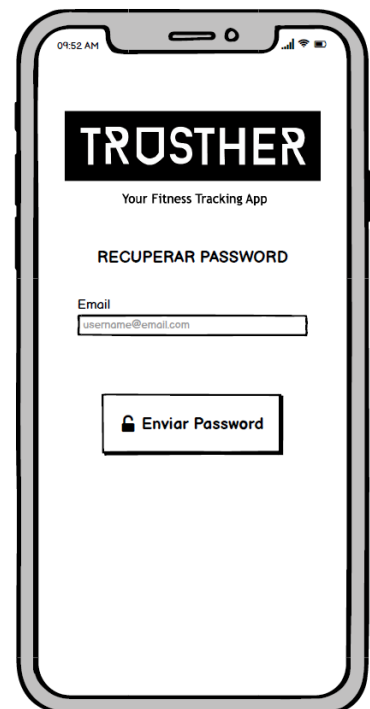 09:52 AM
TRUSTHER
Your Fitness Tracking App
RECUPERAR PASSWORD
Email
username@email.com
Enviar Password